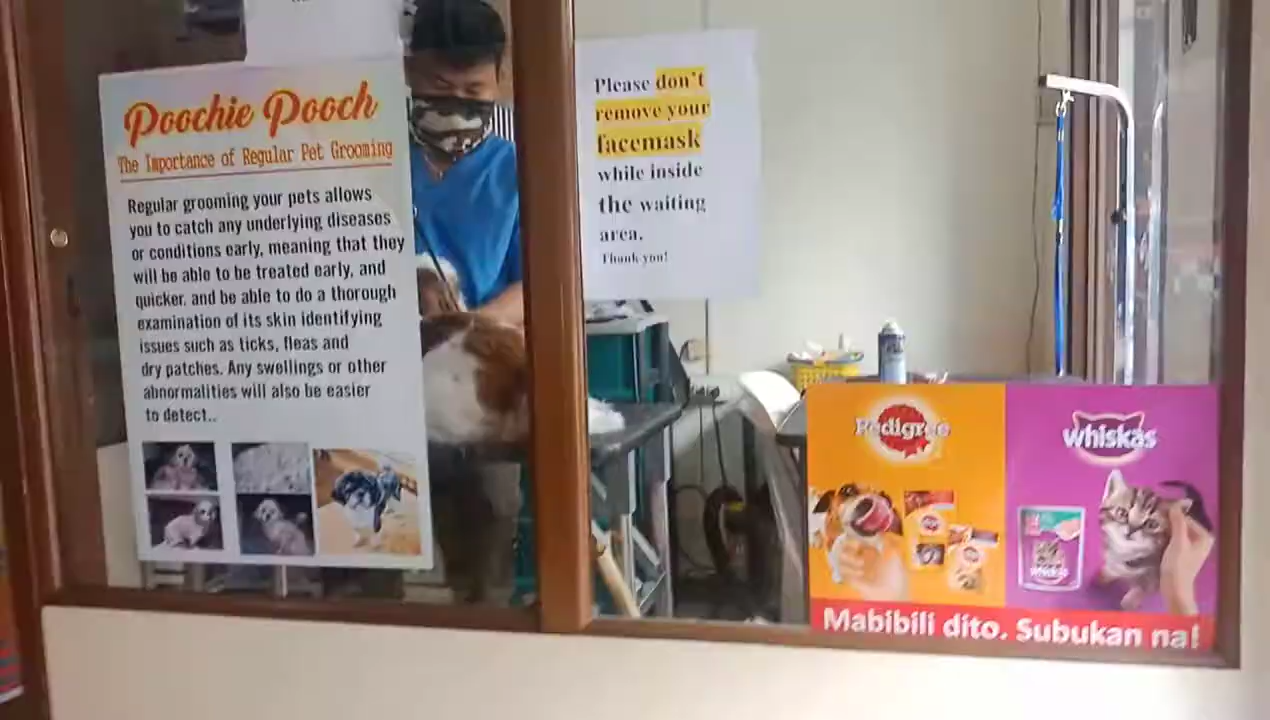 Poochie Pooch
The Importance of Regular Pet Grooming
Regular grooming your pets allows
you to catch any underlying diseases
or conditions early, meaning that they
will be able to be treated early, and
quicker, and be able to do a thorough
examination of its skin identifying
issues such as ticks, fleas and
dry patches. Any swellings or other
abnormalities will also be easier
to detect..
Please don't
remove your
facemask
while inside
the waiting
area.
Thank you!
Pedigree
whiskas
Mabibili dito. Subukan na!